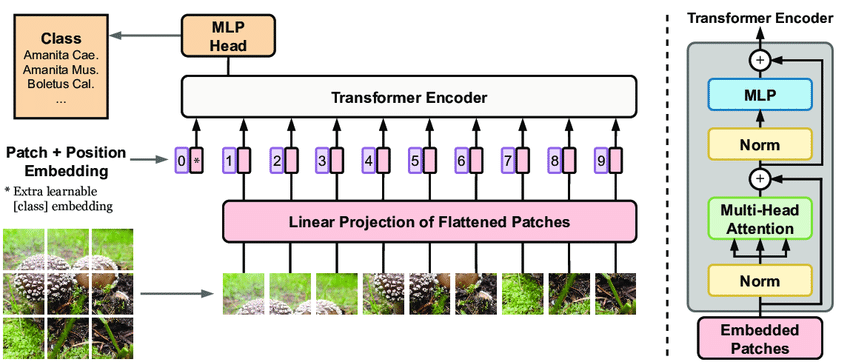 Transformer Encoder
Class
Amanita Cae.
Amanita Mus.
Boletus Cal.
...
MLP
Head
Transformer Encoder
Patch + Position
Embedding
* Extra learnable
[class] embedding
0 * 1 2 3 4 5 6 7 8 9
Linear Projection of Flattened Patches
+
MLP
Norm
+
Multi-Head
Attention
Norm
Embedded
Patches